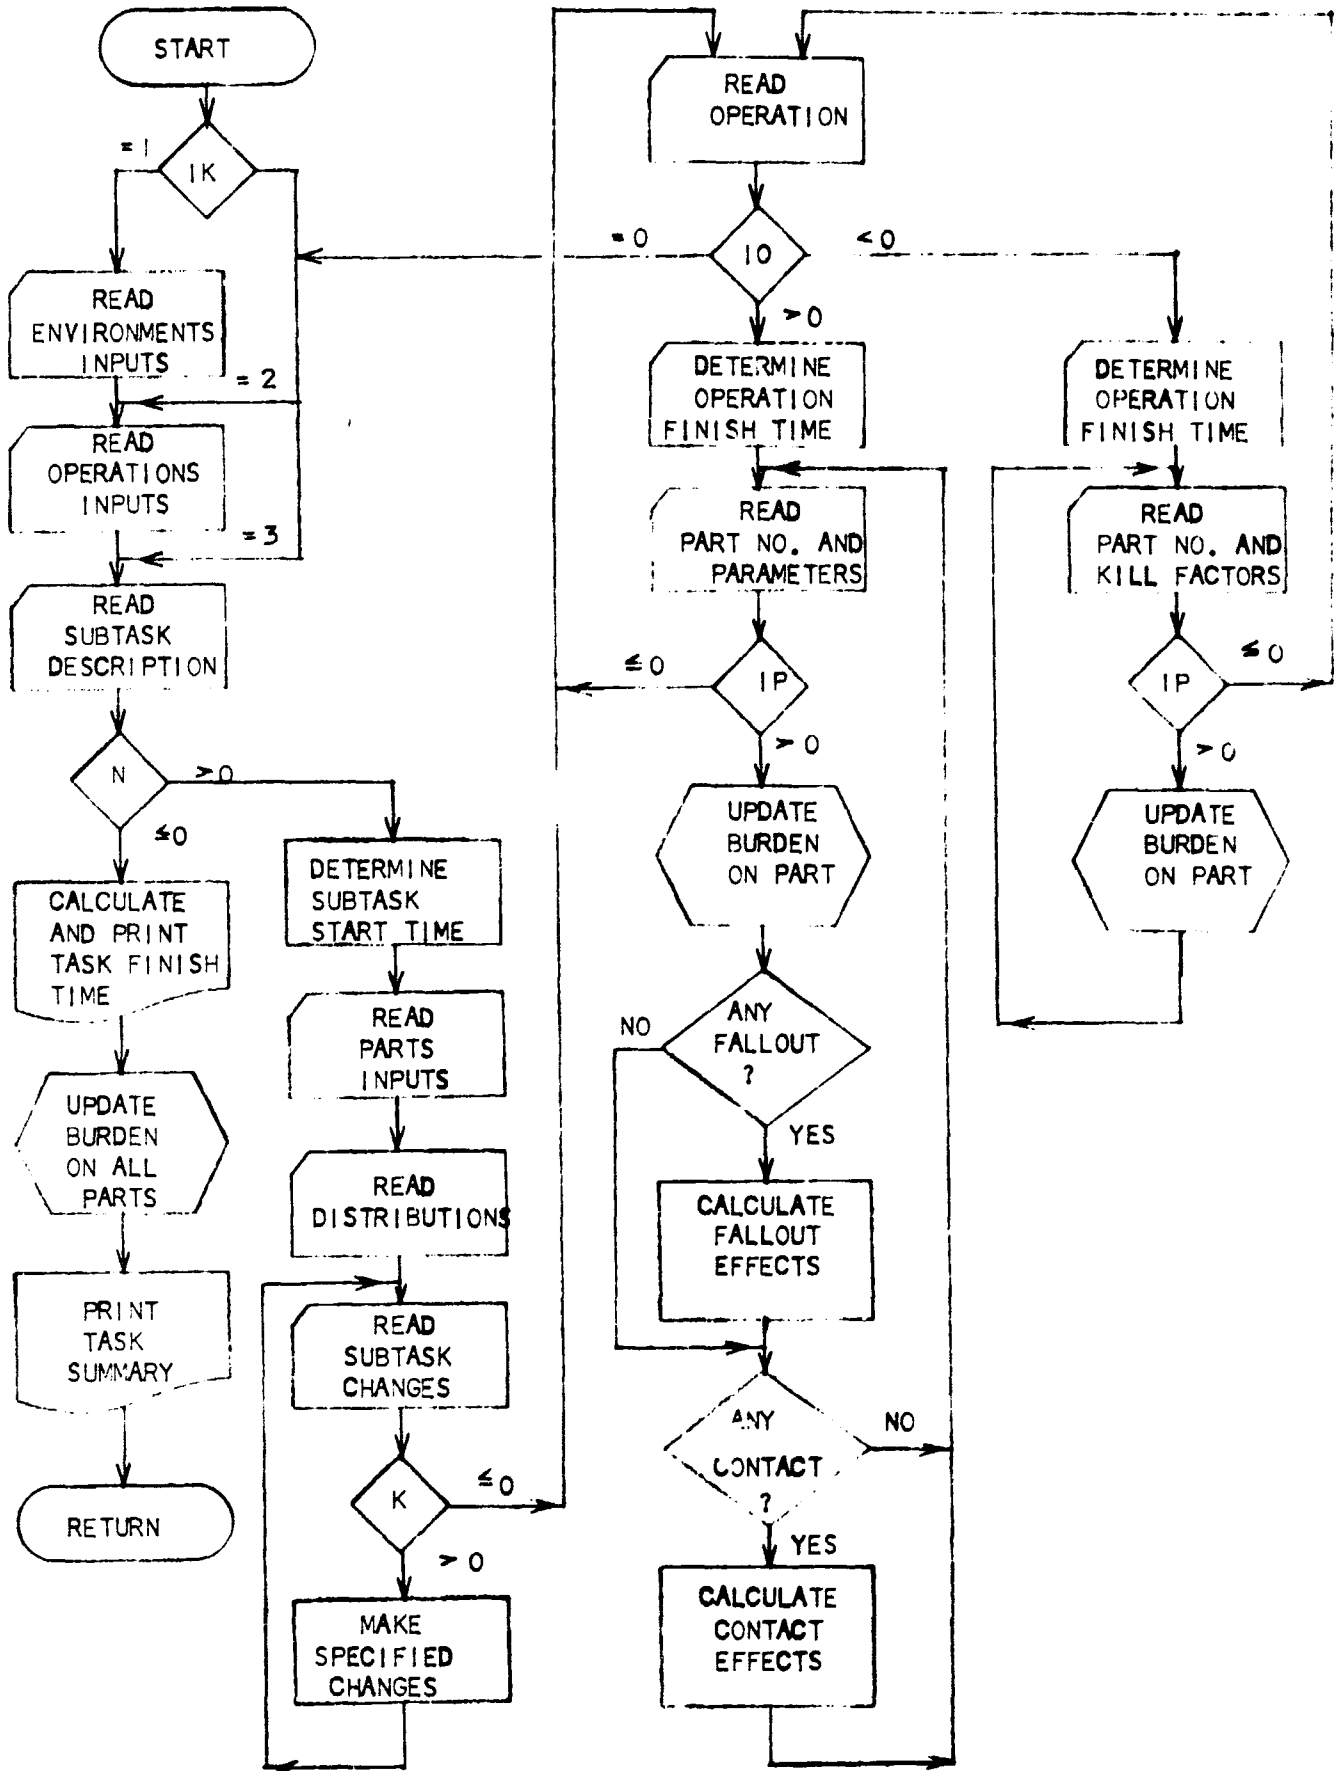 START
= 1
IK
READ
ENVIRONMENTS
INPUTS
= 2
READ
OPERATIONS
INPUTS
= 3
READ
SUBTASK
DESCRIPTION
N
> 0
≤0
CALCULATE
AND PRINT
TASK FINISH
TIME
UPDATE
BURDEN
ON ALL
PARTS
PRINT
TASK
SUMMARY
RETURN
DETERMINE
SUBTASK
START TIME
READ
PARTS
INPUTS
READ
DISTRIBUTIONS
READ
SUBTASK
CHANGES
K
≤0
> 0
MAKE
SPECIFIED
CHANGES
READ
OPERATION
= 0
IO
< 0
> 0
DETERMINE
OPERATION
FINISH TIME
READ
PART NO. AND
PARAMETERS
≤0
IP
> 0
UPDATE
BURDEN
ON PART
NO
ANY
FALLOUT
?
YES
CALCULATE
FALLOUT
EFFECTS
ANY
CONTACT
?
NO
YES
CALCULATE
CONTACT
EFFECTS
DETERMINE
OPERATION
FINISH TIME
READ
PART NO. AND
KILL FACTORS
IP
≤0
> 0
UPDATE
BURDEN
ON PART